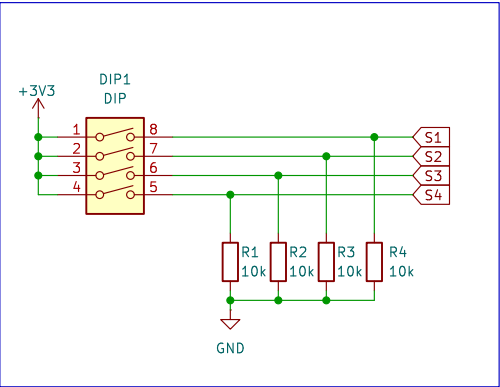 DIP1
+3V3
DIP
1 8 S1
2 7 S2
3 6 S3
4 5 S4
R1 R2 R3 R4
10k 10k 10k 10k
GND